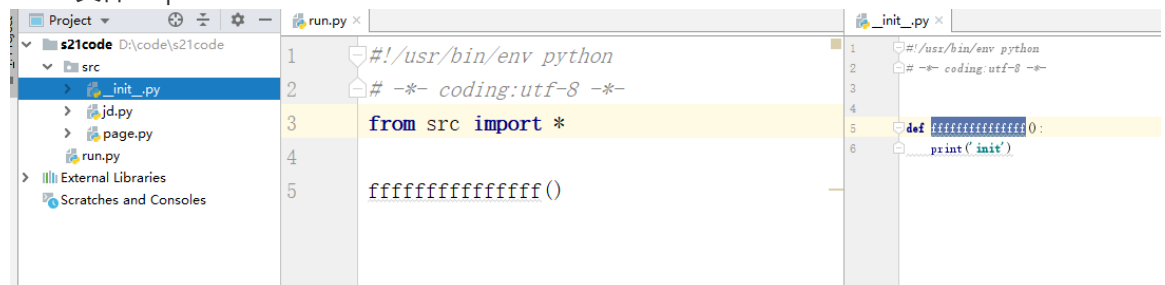 Project
s21code D:\code\s21code
src
__init__.py
jd.py
page.py
run.py
External Libraries
Scratches and Consoles
run.py
1 #!/usr/bin/env python
2 # -*- coding:utf-8 -*-
3 from src import *
4
5 fffffffffffffff()
__init__.py
1 #!/usr/bin/env python
2 # -*- coding:utf-8 -*-
3
4
5 def fffffffffffffff():
6 print('init')